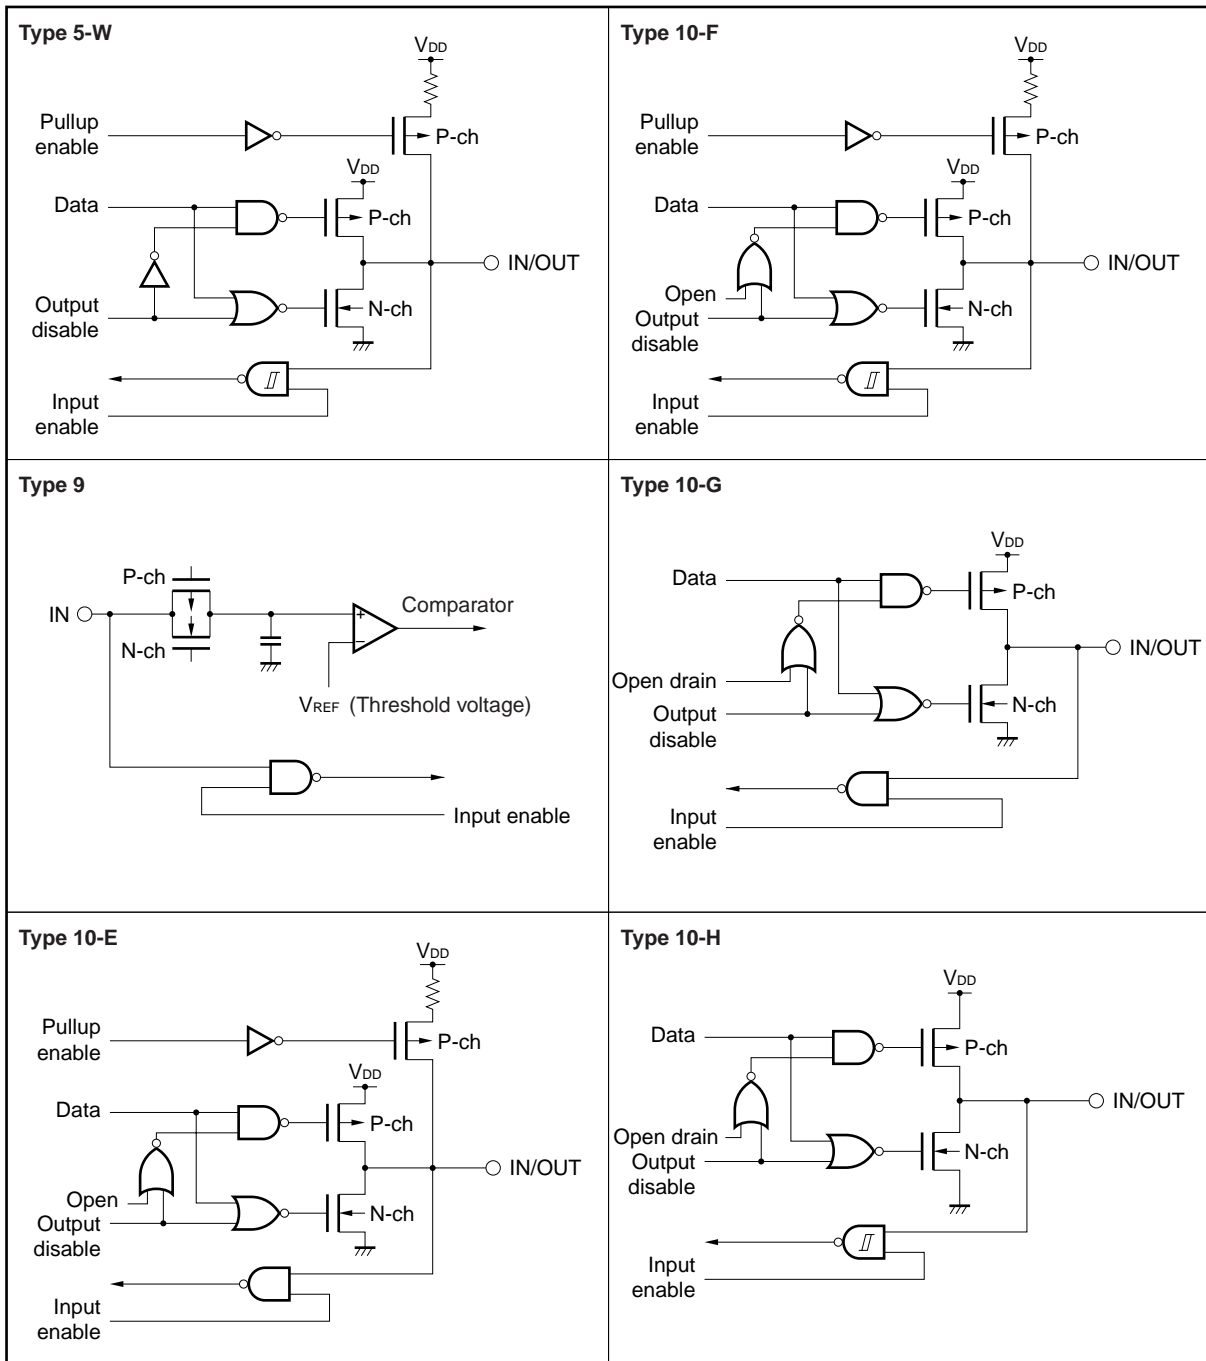 Type 5-W
VDD
Pullup
enable
P-ch
VDD
Data
P-ch
IN/OUT
Output
disable
N-ch
Input
enable
Type 10-F
VDD
Pullup
enable
P-ch
VDD
Data
P-ch
IN/OUT
Open
Output
disable
N-ch
Input
enable
Type 9
P-ch
IN
N-ch
Comparator
+
−
VREF (Threshold voltage)
Input enable
Type 10-G
VDD
Data
P-ch
IN/OUT
Open drain
Output
disable
N-ch
Input
enable
Type 10-E
VDD
Pullup
enable
P-ch
VDD
Data
P-ch
IN/OUT
Open
Output
disable
N-ch
Input
enable
Type 10-H
VDD
Data
P-ch
IN/OUT
Open drain
Output
disable
N-ch
Input
enable